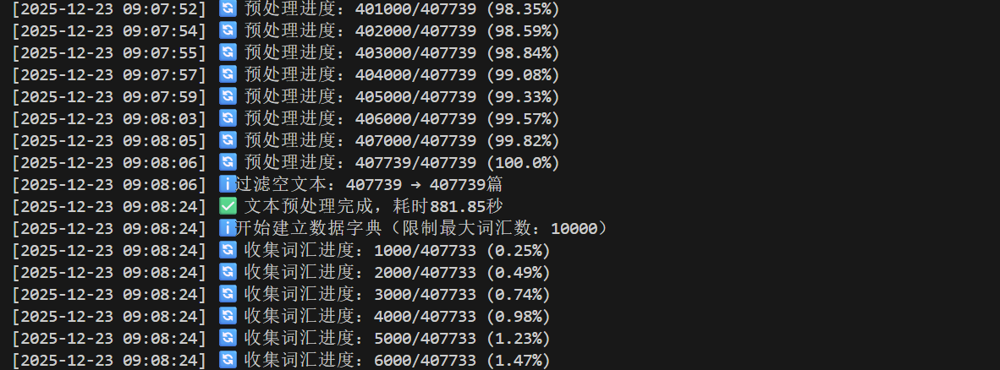 [2025-12-23 09:07:52] 🔄 预处理进度：401000/407739 (98.35%)
[2025-12-23 09:07:54] 🔄 预处理进度：402000/407739 (98.59%)
[2025-12-23 09:07:55] 🔄 预处理进度：403000/407739 (98.84%)
[2025-12-23 09:07:57] 🔄 预处理进度：404000/407739 (99.08%)
[2025-12-23 09:07:59] 🔄 预处理进度：405000/407739 (99.33%)
[2025-12-23 09:08:03] 🔄 预处理进度：406000/407739 (99.57%)
[2025-12-23 09:08:05] 🔄 预处理进度：407000/407739 (99.82%)
[2025-12-23 09:08:06] 🔄 预处理进度：407739/407739 (100.0%)
[2025-12-23 09:08:06] ℹ️过滤空文本：407739 → 407739篇
[2025-12-23 09:08:24] ✅ 文本预处理完成，耗时881.85秒
[2025-12-23 09:08:24] ℹ️开始建立数据字典（限制最大词汇数：10000）
[2025-12-23 09:08:24] 🔄 收集词汇进度：1000/407733 (0.25%)
[2025-12-23 09:08:24] 🔄 收集词汇进度：2000/407733 (0.49%)
[2025-12-23 09:08:24] 🔄 收集词汇进度：3000/407733 (0.74%)
[2025-12-23 09:08:24] 🔄 收集词汇进度：4000/407733 (0.98%)
[2025-12-23 09:08:24] 🔄 收集词汇进度：5000/407733 (1.23%)
[2025-12-23 09:08:24] 🔄 收集词汇进度：6000/407733 (1.47%)